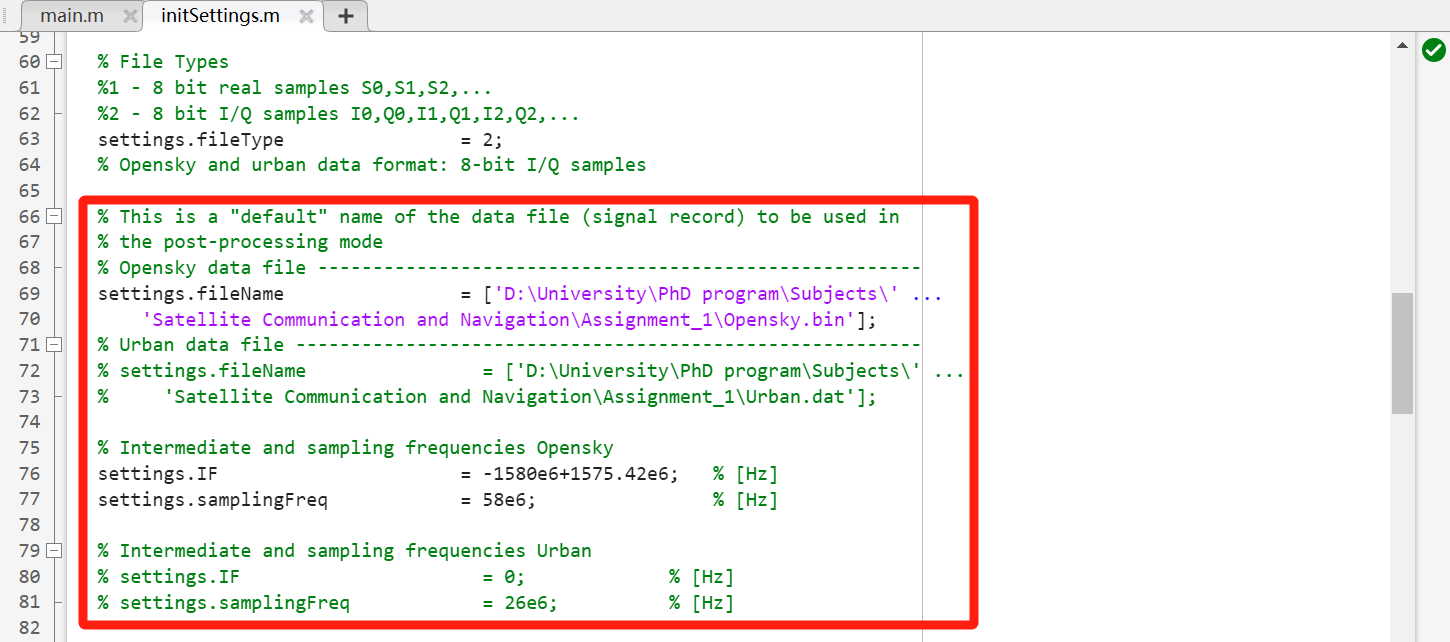 main.m initSettings.m
59
60 % File Types
61 %1 - 8 bit real samples S0,S1,S2,...
62 %2 - 8 bit I/Q samples I0,Q0,I1,Q1,I2,Q2,...
63 settings.fileType = 2;
64 % Opensky and urban data format: 8-bit I/Q samples
65
66 % This is a "default" name of the data file (signal record) to be used in
67 % the post-processing mode
68 % Opensky data file -------------------------------------------------------
69 settings.fileName = ['D:\University\PhD program\Subjects\' ...
70 'Satellite Communication and Navigation\Assignment_1\Opensky.bin'];
71 % Urban data file ---------------------------------------------------------
72 % settings.fileName = ['D:\University\PhD program\Subjects\' ...
73 % 'Satellite Communication and Navigation\Assignment_1\Urban.dat'];
74
75 % Intermediate and sampling frequencies Opensky
76 settings.IF = -1580e6+1575.42e6; % [Hz]
77 settings.samplingFreq = 58e6; % [Hz]
78
79 % Intermediate and sampling frequencies Urban
80 % settings.IF = 0; % [Hz]
81 % settings.samplingFreq = 26e6; % [Hz]
82